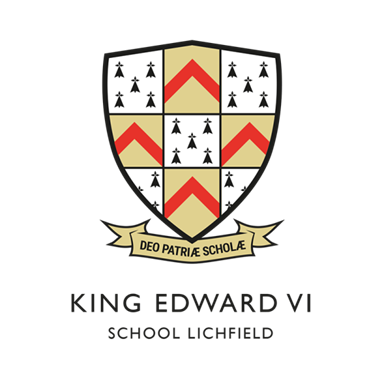 DEO PATRIÆ SCHOLÆ
KING EDWARD VI
SCHOOL LICHFIELD